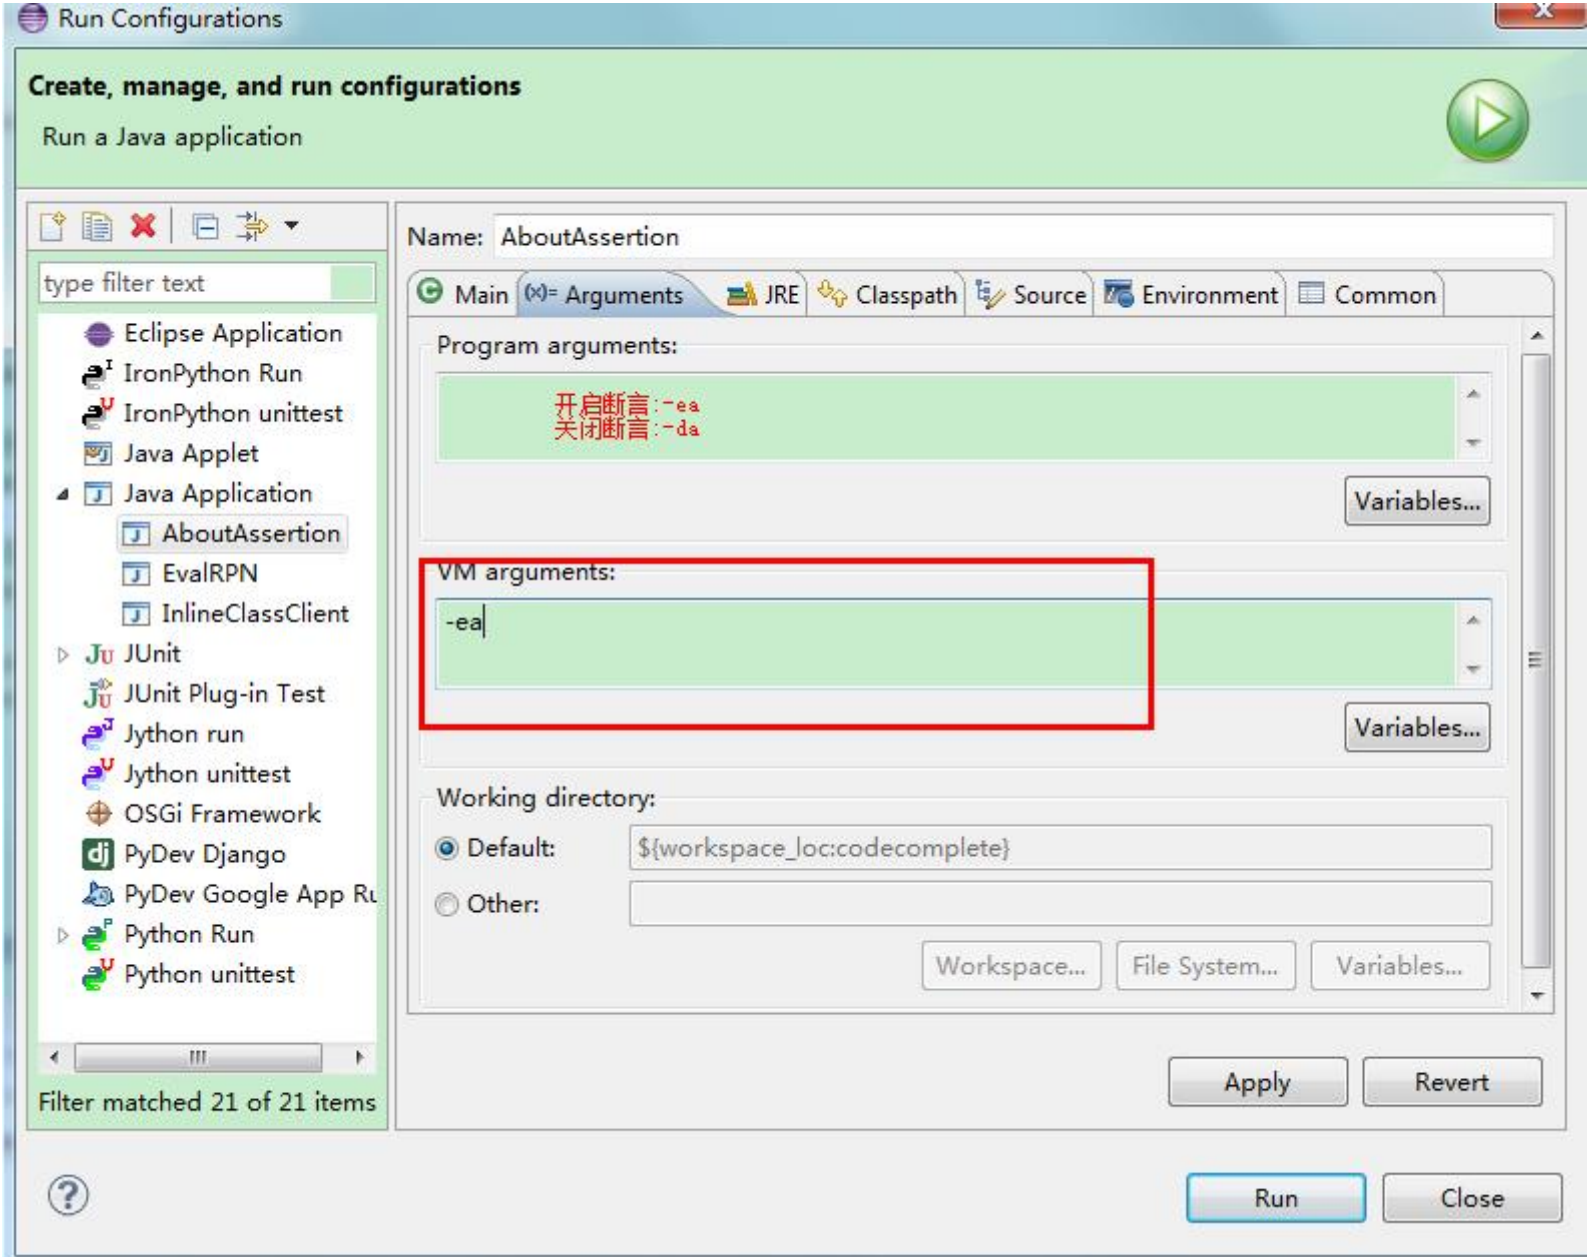 Run Configurations
x
Create, manage, and run configurations
Run a Java application
Name: AboutAssertion
type filter text
Main (x)= Arguments JRE Classpath Source Environment Common
Eclipse Application
IronPython Run
IronPython unittest
Java Applet
Java Application
AboutAssertion
EvalRPN
InlineClassClient
JUnit
JUnit Plug-in Test
Jython run
Jython unittest
OSGi Framework
PyDev Django
PyDev Google App Ru
Python Run
Python unittest
Filter matched 21 of 21 items
Program arguments:
开启断言:-ea
关闭断言:-da
Variables...
VM arguments:
-ea
Variables...
Working directory:
Default: ${workspace_loc:codecomplete}
Other:
Workspace... File System... Variables...
Apply Revert
Run Close